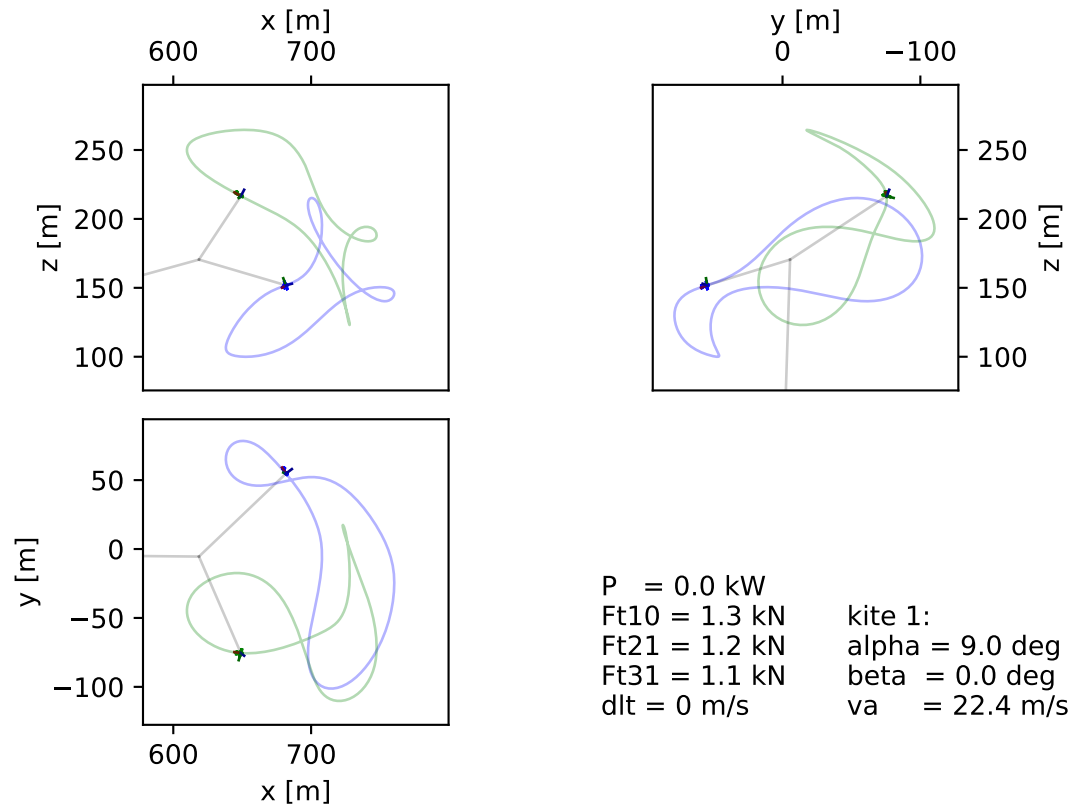 x [m]
y [m]
600 700
0 −100
z [m]
250
200
150
100
250
200
150
100
z [m]
y [m]
50
0
−50
−100
600 700
x [m]
P = 0.0 kW
Ft10 = 1.3 kN
kite 1:
Ft21 = 1.2 kN
alpha = 9.0 deg
Ft31 = 1.1 kN
beta = 0.0 deg
dlt = 0 m/s
va = 22.4 m/s